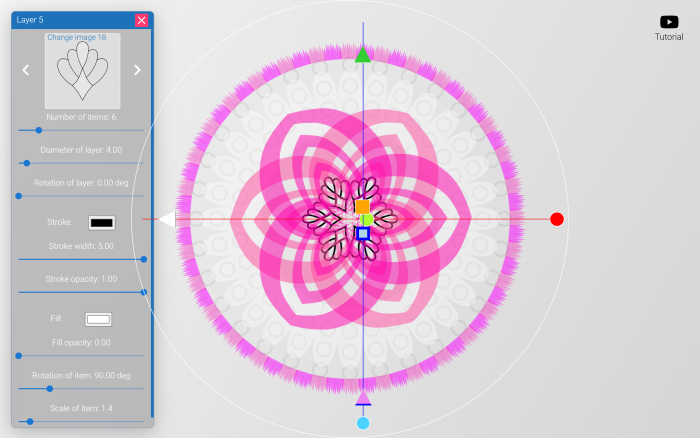 Layer 5
Change image 18
Number of items: 6
Diameter of layer: 4.00
Rotation of layer: 0.00 deg
Stroke:
Stroke width: 5.00
Stroke opacity: 1.00
Fill:
Fill opacity: 0.00
Rotation of item: 90.00 deg
Scale of item: 1.4
Tutorial